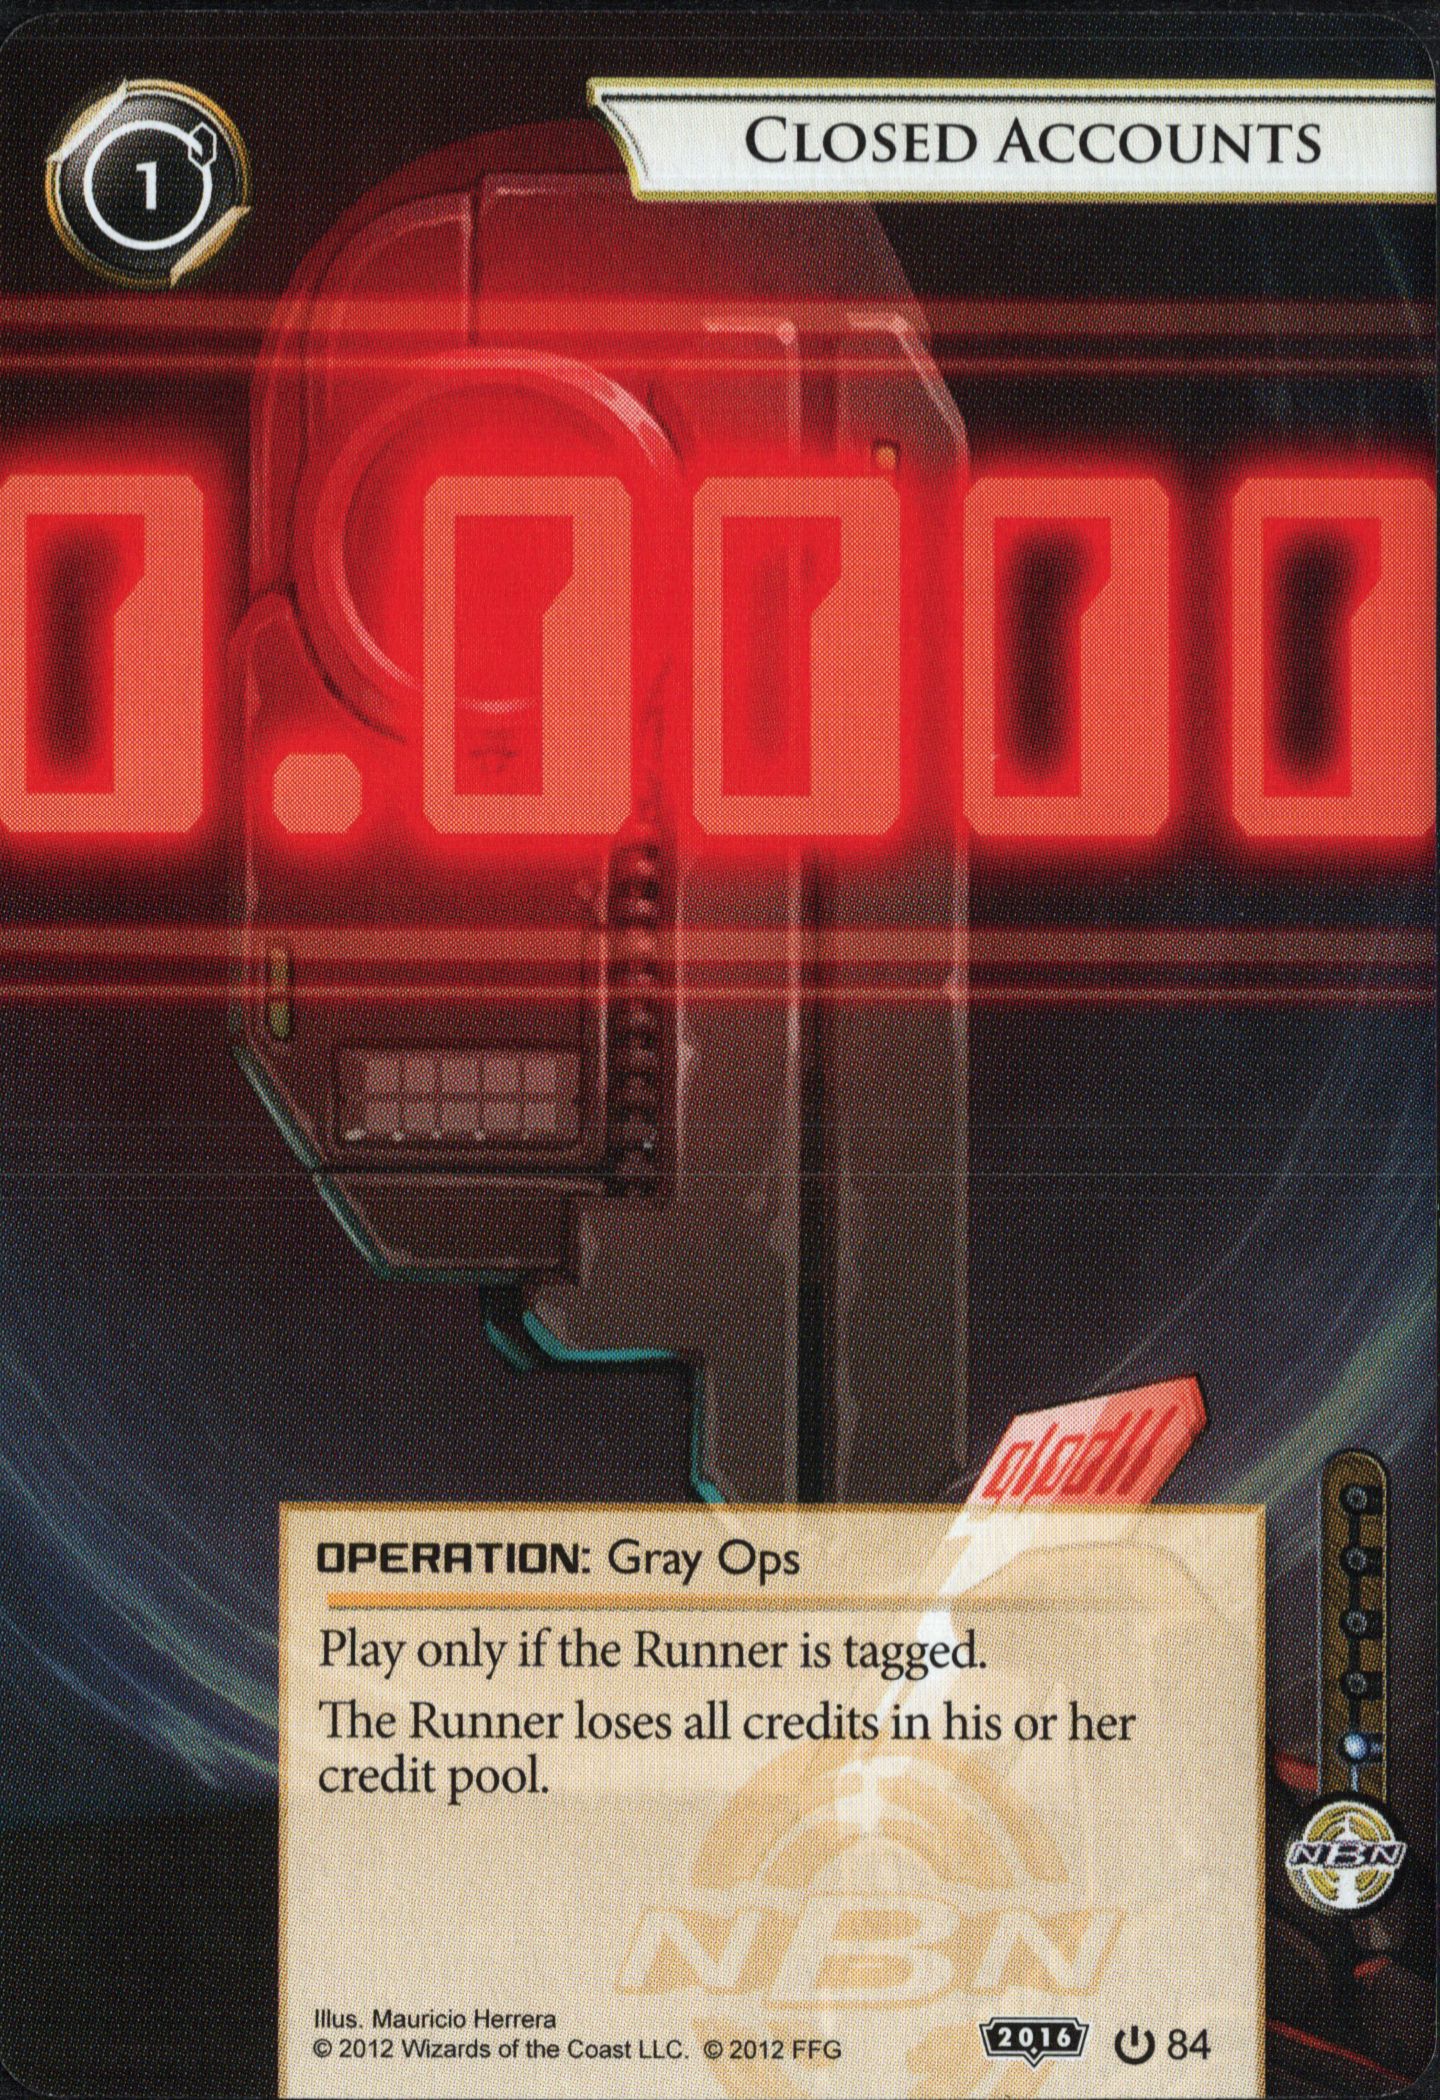 1
CLOSED ACCOUNTS
0.0000
OPERATION: Gray Ops
Play only if the Runner is tagged.
The Runner loses all credits in his or her
credit pool.
NBN
NBN
Illus. Mauricio Herrera
© 2012 Wizards of the Coast LLC. © 2012 FFG
2016
84